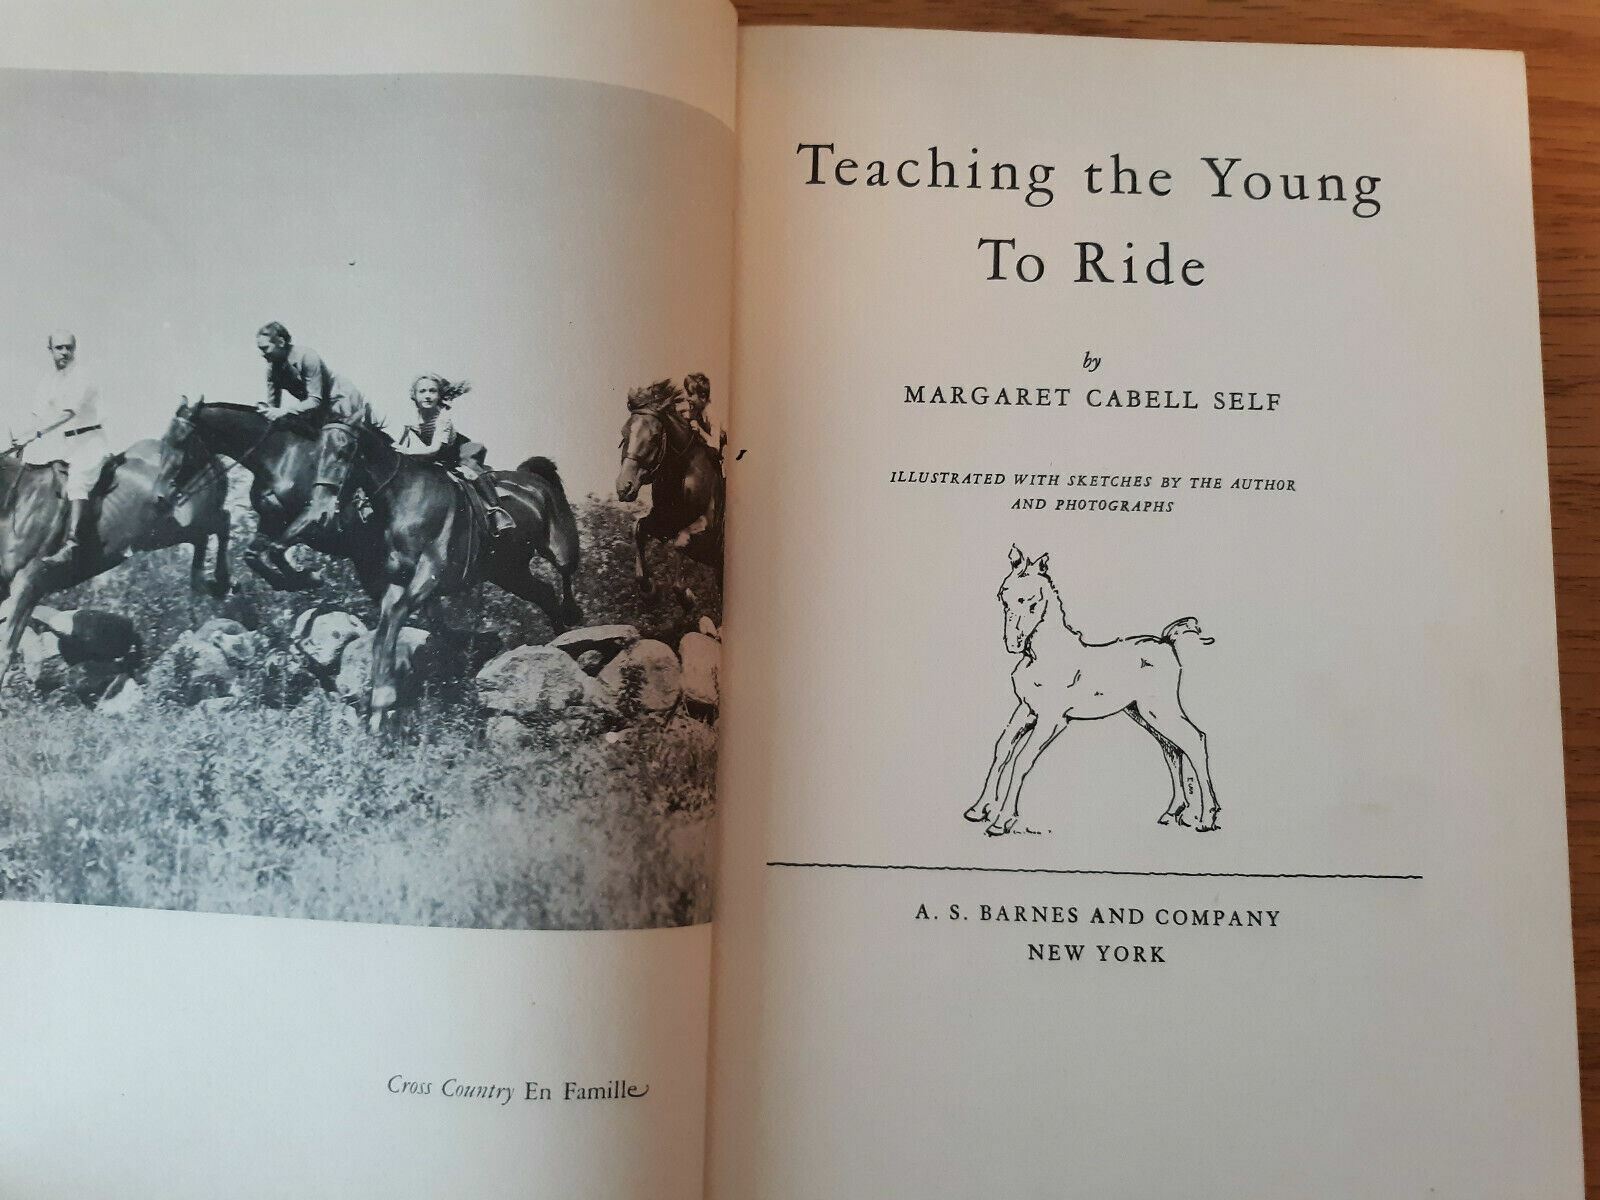 Cross Country En Famille
Teaching the Young
To Ride
by
MARGARET CABELL SELF
ILLUSTRATED WITH SKETCHES BY THE AUTHOR
AND PHOTOGRAPHS
A. S. BARNES AND COMPANY
NEW YORK